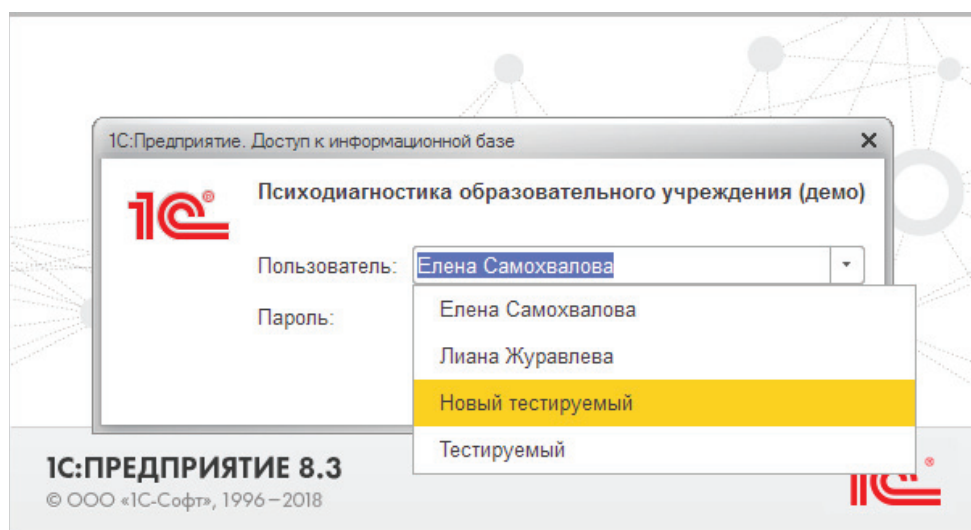 1С:Предприятие. Доступ к информационной базе
1С®
Психодиагностика образовательного учреждения (демо)
Пользователь: Елена Самохвалова
Пароль:
Елена Самохвалова
Лиана Журавлева
Новый тестируемый
Тестируемый
1С:ПРЕДПРИЯТИЕ 8.3
© ООО «1С-Софт», 1996–2018
1С®